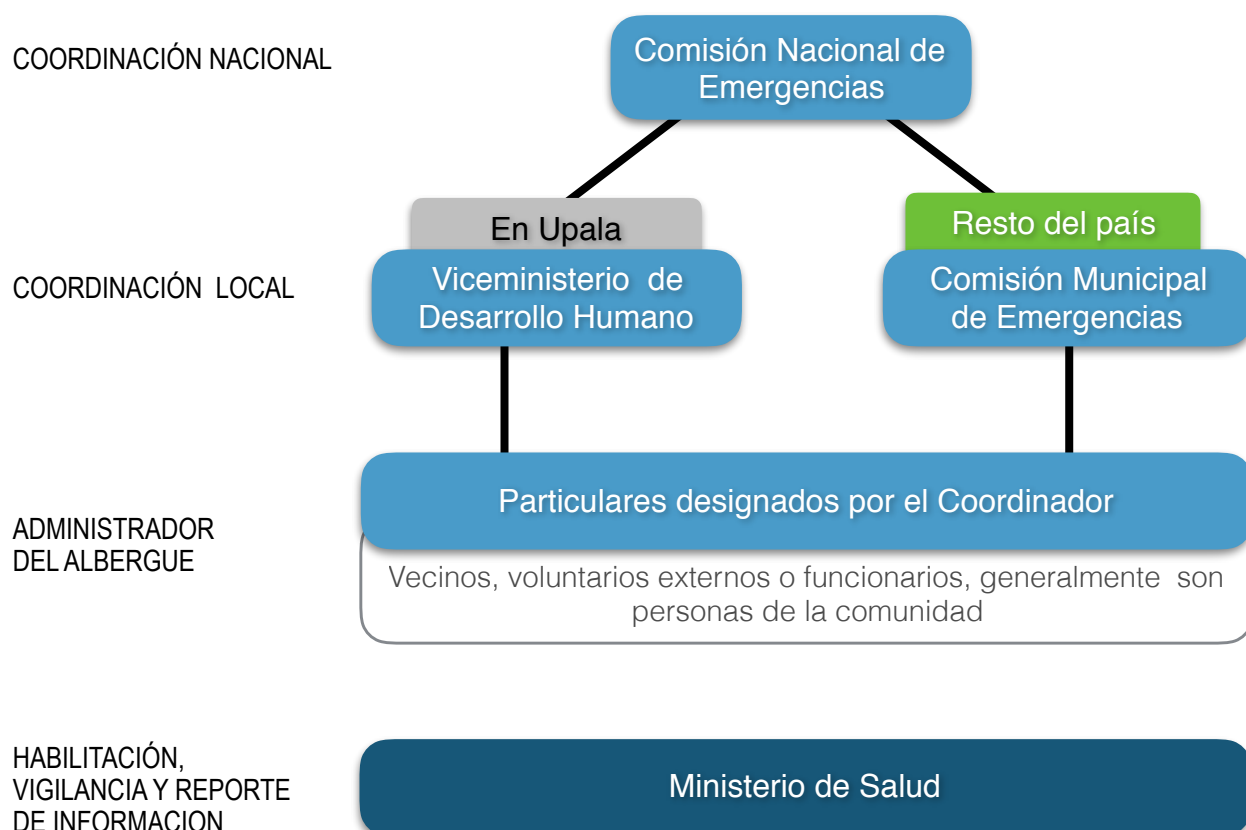 COORDINACIÓN NACIONAL
Comisión Nacional de
Emergencias
En Upala
Resto del país
COORDINACIÓN LOCAL
Viceministerio de
Desarrollo Humano
Comisión Municipal
de Emergencias
ADMINISTRADOR
DEL ALBERGUE
Particulares designados por el Coordinador
Vecinos, voluntarios externos o funcionarios, generalmente son
personas de la comunidad
HABILITACIÓN,
VIGILANCIA Y REPORTE
DE INFORMACION
Ministerio de Salud